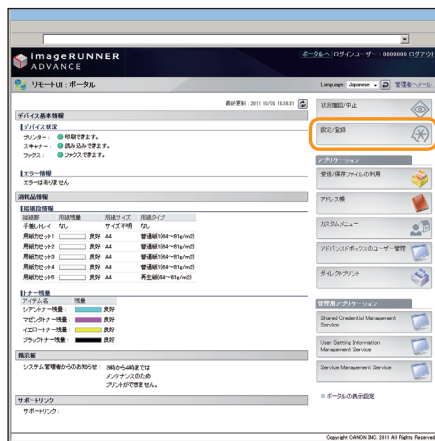 imageRUNNER
ADVANCE
ポータルへ ログインユーザー: 0000000 ログアウト
リモートUI:ポータル
Language: Japanese 管理者へメール
最終更新: 2011 10/05 16:38:31
デバイス基本情報
デバイス状況
プリンター: 印刷できます。
スキャナー: 読み込みできます。
ファクス: ファクスできます。
エラー情報
エラーはありません
消耗品情報
給紙段情報
給紙部 用紙残量 用紙サイズ 用紙タイプ
手差しトレイ なし サイズ不明 なし
用紙カセット1 良好 A4 普通紙1(64~81g/m2)
用紙カセット2 良好 A4 普通紙1(64~81g/m2)
用紙カセット3 良好 A4 普通紙1(64~81g/m2)
用紙カセット4 良好 A4 普通紙1(64~81g/m2)
用紙カセット5 良好 A4 再生紙(64~81g/m2)
トナー残量
アイテム名 残量
シアントナー残量: 良好
マゼンタトナー残量: 良好
イエロートナー残量: 良好
ブラックトナー残量: 良好
掲示板
システム管理者からのお知らせ: 3時から4時までは
メンテナンスのため
プリントができません。
サポートリンク
サポートリンク:
状況確認/中止
設定/登録
アプリケーション
受信/保存ファイルの利用
アドレス帳
カスタムメニュー
アドバンスドボックスのユーザー管理
ダイレクトプリント
管理用アプリケーション
Shared Credential Management
Service
User Setting Information
Management Service
Service Management Service
ポータルの表示設定
Copyright CANON INC. 2011 All Rights Reserved